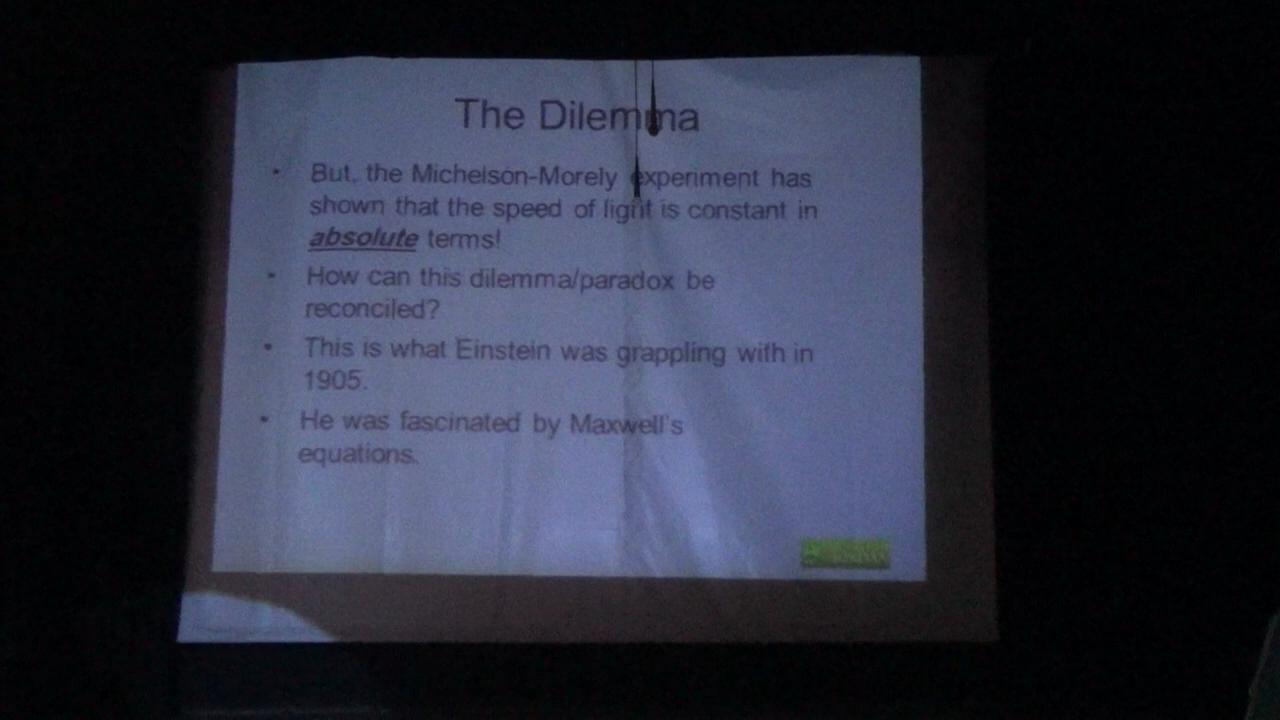 The Dilemma
• But, the Michelson-Morely experiment has
shown that the speed of light is constant in
absolute terms!
• How can this dilemma/paradox be
reconciled?
• This is what Einstein was grappling with in
1905.
• He was fascinated by Maxwell's
equations.